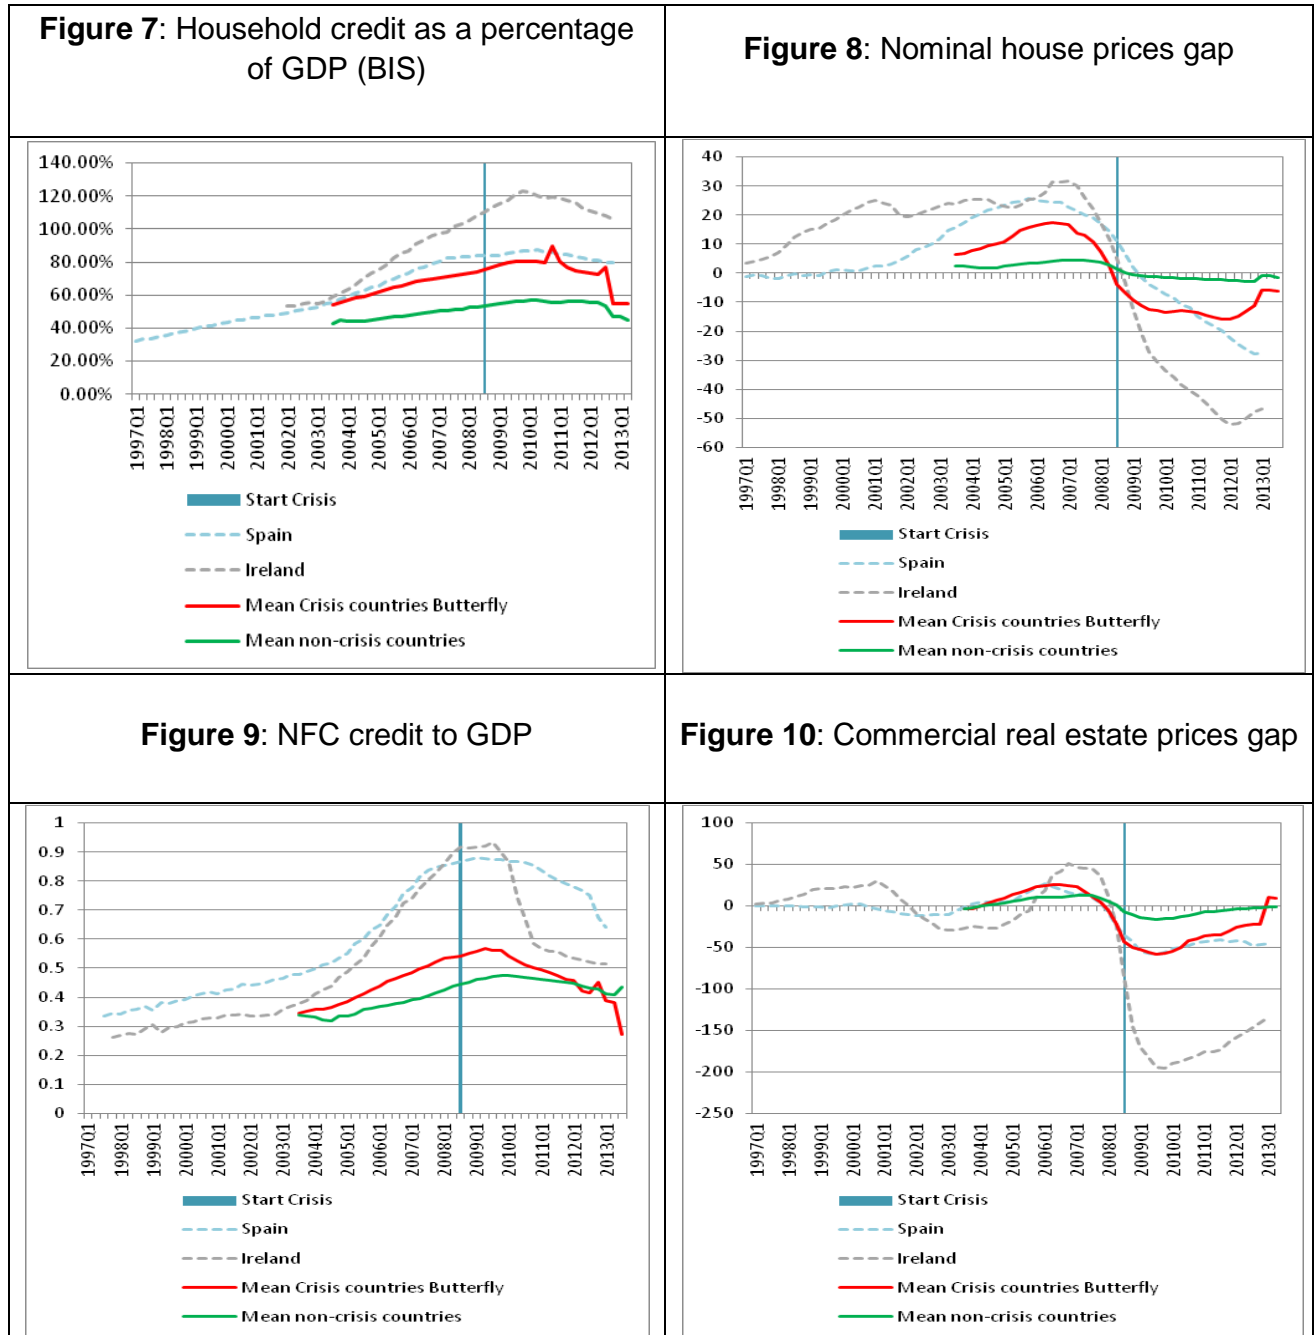 Figure 7: Household credit as a percentage
of GDP (BIS)
Figure 8: Nominal house prices gap
140.00%
120.00%
100.00%
80.00%
60.00%
40.00%
20.00%
0.00%
1997Q1
1998Q1
1999Q1
2000Q1
2001Q1
2002Q1
2003Q1
2004Q1
2005Q1
2006Q1
2007Q1
2008Q1
2009Q1
2010Q1
2011Q1
2012Q1
2013Q1
Start Crisis
Spain
Ireland
Mean Crisis countries Butterfly
Mean non-crisis countries
40
30
20
10
0
-10
-20
-30
-40
-50
-60
1997Q1
1998Q1
1999Q1
2000Q1
2001Q1
2002Q1
2003Q1
2004Q1
2005Q1
2006Q1
2007Q1
2008Q1
2009Q1
2010Q1
2011Q1
2012Q1
2013Q1
Start Crisis
Spain
Ireland
Mean Crisis countries Butterfly
Mean non-crisis countries
Figure 9: NFC credit to GDP
Figure 10: Commercial real estate prices gap
1
0.9
0.8
0.7
0.6
0.5
0.4
0.3
0.2
0.1
0
1997Q1
1998Q1
1999Q1
2000Q1
2001Q1
2002Q1
2003Q1
2004Q1
2005Q1
2006Q1
2007Q1
2008Q1
2009Q1
2010Q1
2011Q1
2012Q1
2013Q1
Start Crisis
Spain
Ireland
Mean Crisis countries Butterfly
Mean non-crisis countries
100
50
0
-50
-100
-150
-200
-250
1997Q1
1998Q1
1999Q1
2000Q1
2001Q1
2002Q1
2003Q1
2004Q1
2005Q1
2006Q1
2007Q1
2008Q1
2009Q1
2010Q1
2011Q1
2012Q1
2013Q1
Start Crisis
Spain
Ireland
Mean Crisis countries Butterfly
Mean non-crisis countries